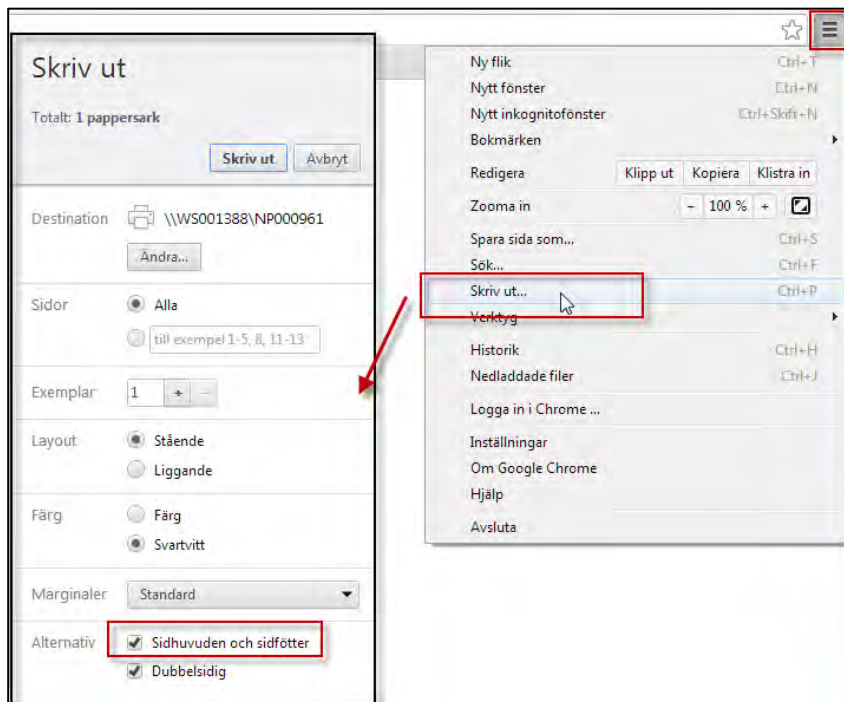 Skriv ut
Totalt: 1 pappersark
Skriv ut Avbryt
Destination \\WS001388\NP000961
Ändra...
Sidor Alla
till exempel 1-5, 8, 11-13
Exemplar 1 + -
Layout Stående
Liggande
Färg Färg
Svartvitt
Marginaler Standard
Alternativ Sidhuvuden och sidfötter
Dubbelsidig
Ny flik Ctrl+T
Nytt fönster Ctrl+N
Nytt inkognitofönster Ctrl+Skift+N
Bokmärken
Redigera Klipp ut Kopiera Klistra in
Zooma in - 100 % +
Spara sida som... Ctrl+S
Sök... Ctrl+F
Skriv ut... Ctrl+P
Verktyg
Historik Ctrl+H
Nedladdade filer Ctrl+J
Logga in i Chrome ...
Inställningar
Om Google Chrome
Hjälp
Avsluta